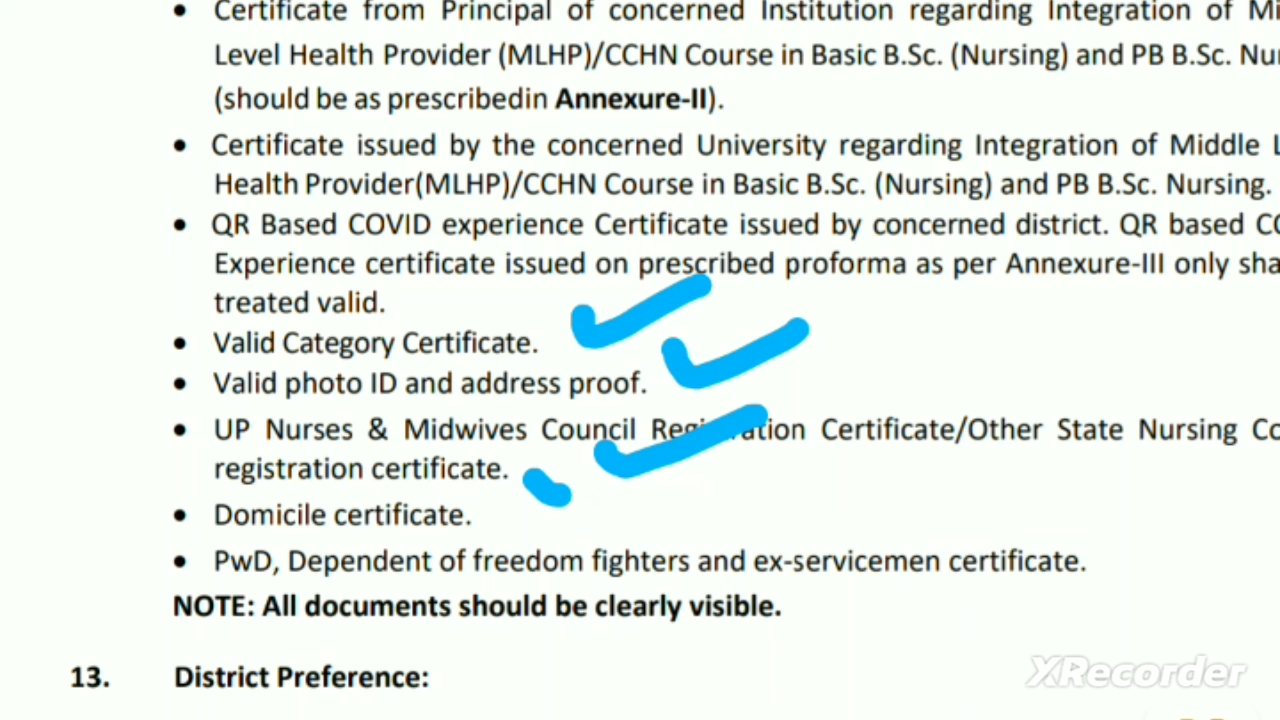 • Certificate from Principal of concerned Institution regarding Integration of
Level Health Provider (MLHP)/CCHN Course in Basic B.Sc. (Nursing) and PB B.Sc.
(should be as prescribedin Annexure-II).
• Certificate issued by the concerned University regarding Integration of Middle
Health Provider(MLHP)/CCHN Course in Basic B.Sc. (Nursing) and PB B.Sc. Nursing.
• QR Based COVID experience Certificate issued by concerned district. QR based
Experience certificate issued on prescribed proforma as per Annexure-III only
treated valid.
• Valid Category Certificate.
• Valid photo ID and address proof.
• UP Nurses & Midwives Council Registration Certificate/Other State Nursing
registration certificate.
• Domicile certificate.
• PwD, Dependent of freedom fighters and ex-servicemen certificate.
NOTE: All documents should be clearly visible.
13. District Preference:
XRecorder